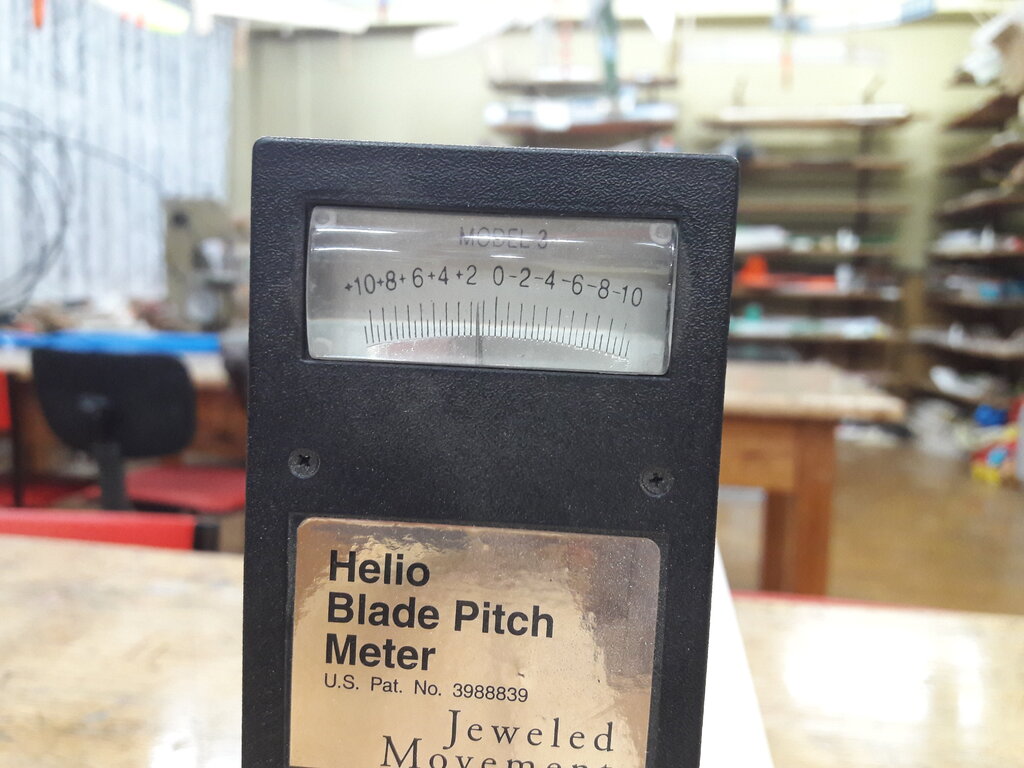 MODEL 3
+10+8+6+4+2 0-2-4-6-8-10
Helio
Blade Pitch
Meter
U.S. Pat. No. 3988839
Jeweled
Movement